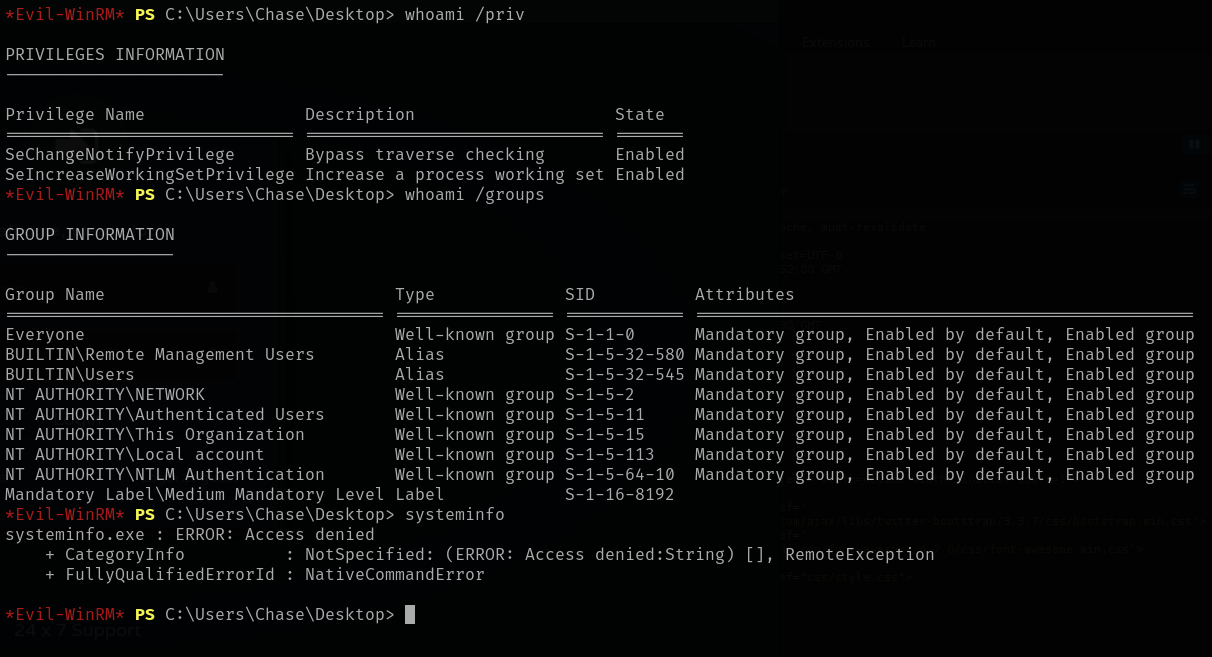 *Evil-WinRM* PS C:\Users\Chase\Desktop> whoami /priv
PRIVILEGES INFORMATION
----------------------
Privilege Name                Description                    State
============================= ============================== =======
SeChangeNotifyPrivilege       Bypass traverse checking       Enabled
SeIncreaseWorkingSetPrivilege Increase a process working set Enabled
*Evil-WinRM* PS C:\Users\Chase\Desktop> whoami /groups
GROUP INFORMATION
-----------------
Group Name                             Type             SID          Attributes
====================================== ================ ============ ==================================================
Everyone                               Well-known group S-1-1-0      Mandatory group, Enabled by default, Enabled group
BUILTIN\Remote Management Users        Alias            S-1-5-32-580 Mandatory group, Enabled by default, Enabled group
BUILTIN\Users                          Alias            S-1-5-32-545 Mandatory group, Enabled by default, Enabled group
NT AUTHORITY\NETWORK                   Well-known group S-1-5-2      Mandatory group, Enabled by default, Enabled group
NT AUTHORITY\Authenticated Users       Well-known group S-1-5-11     Mandatory group, Enabled by default, Enabled group
NT AUTHORITY\This Organization         Well-known group S-1-5-15     Mandatory group, Enabled by default, Enabled group
NT AUTHORITY\Local account             Well-known group S-1-5-113    Mandatory group, Enabled by default, Enabled group
NT AUTHORITY\NTLM Authentication       Well-known group S-1-5-64-10  Mandatory group, Enabled by default, Enabled group
Mandatory Label\Medium Mandatory Level Label            S-1-16-8192
*Evil-WinRM* PS C:\Users\Chase\Desktop> systeminfo
systeminfo.exe : ERROR: Access denied
    + CategoryInfo          : NotSpecified: (ERROR: Access denied:String) [], RemoteException
    + FullyQualifiedErrorId : NativeCommandError
*Evil-WinRM* PS C:\Users\Chase\Desktop>
Extensions Learn
24 x 7 Support